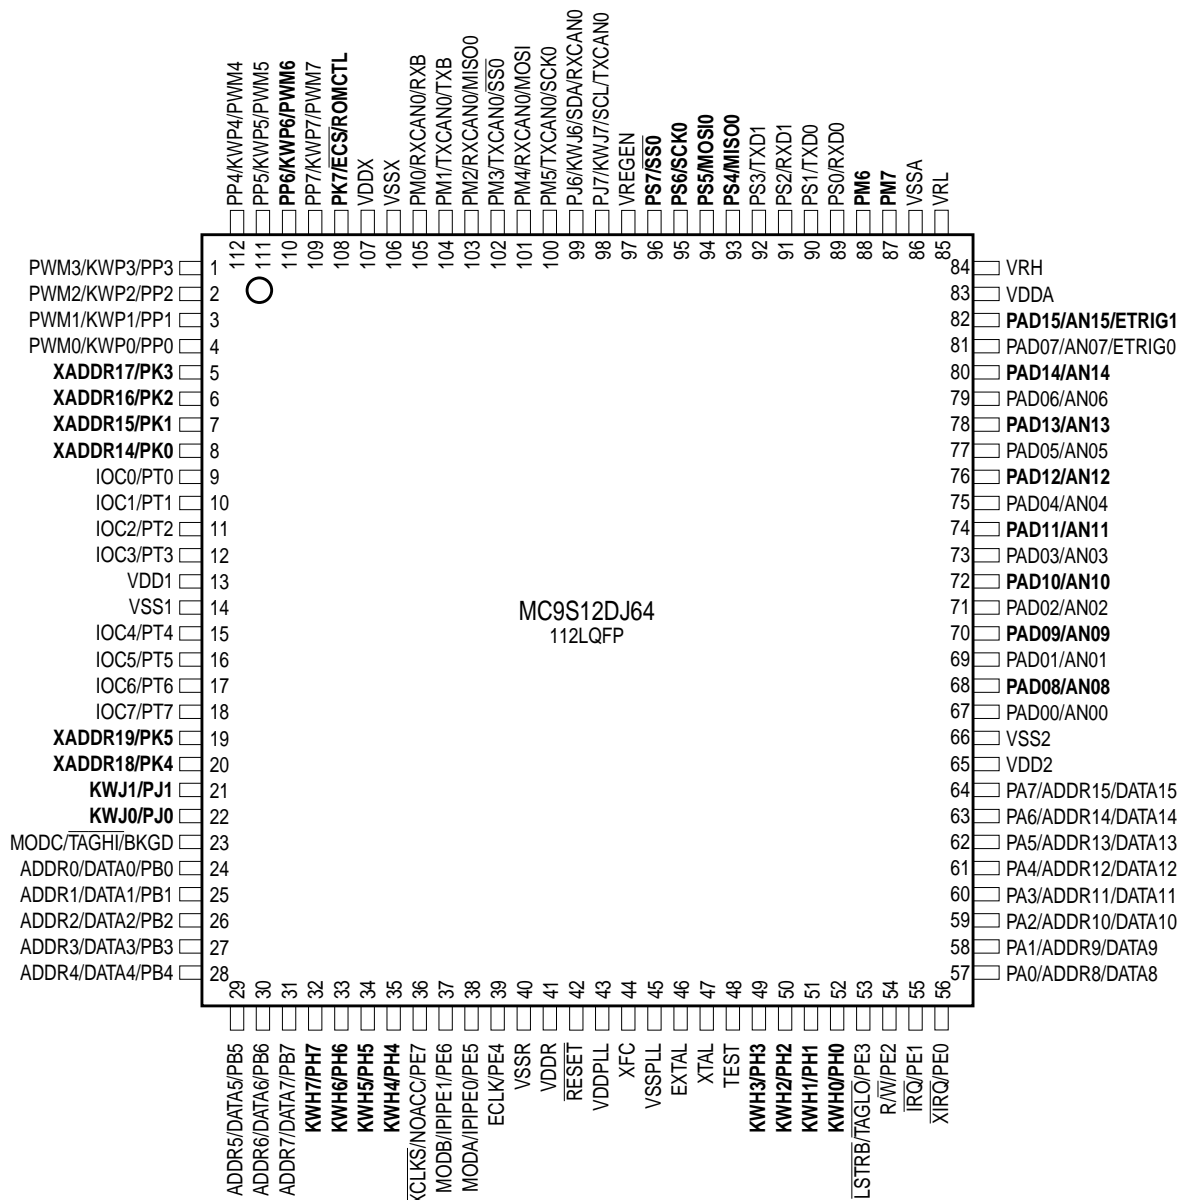 PP4/KWP4/PWM4
PP5/KWP5/PWM5
PP6/KWP6/PWM6
PP7/KWP7/PWM7
PK7/ECS/ROMCTL
VDDX
VSSX
PM0/RXCAN0/RXB
PM1/TXCAN0/TXB
PM2/RXCAN0/MISO0
PM3/TXCAN0/SS0
PM4/RXCAN0/MOSI
PM5/TXCAN0/SCK0
PJ6/KWJ6/SDA/RXCAN0
PJ7/KWJ7/SCL/TXCAN0
VREGEN
PS7/SS0
PS6/SCK0
PS5/MOSI0
PS4/MISO0
PS3/TXD1
PS2/RXD1
PS1/TXD0
PS0/RXD0
PM6
PM7
VSSA
VRL
112
111
110
109
108
107
106
105
104
103
102
101
100
99
98
97
96
95
94
93
92
91
90
89
88
87
86
85
PWM3/KWP3/PP3 1
PWM2/KWP2/PP2 2
PWM1/KWP1/PP1 3
PWM0/KWP0/PP0 4
XADDR17/PK3 5
XADDR16/PK2 6
XADDR15/PK1 7
XADDR14/PK0 8
IOC0/PT0 9
IOC1/PT1 10
IOC2/PT2 11
IOC3/PT3 12
VDD1 13
VSS1 14
IOC4/PT4 15
IOC5/PT5 16
IOC6/PT6 17
IOC7/PT7 18
XADDR19/PK5 19
XADDR18/PK4 20
KWJ1/PJ1 21
KWJ0/PJ0 22
MODC/TAGHI/BKGD 23
ADDR0/DATA0/PB0 24
ADDR1/DATA1/PB1 25
ADDR2/DATA2/PB2 26
ADDR3/DATA3/PB3 27
ADDR4/DATA4/PB4 28
MC9S12DJ64
112LQFP
84 VRH
83 VDDA
82 PAD15/AN15/ETRIG1
81 PAD07/AN07/ETRIG0
80 PAD14/AN14
79 PAD06/AN06
78 PAD13/AN13
77 PAD05/AN05
76 PAD12/AN12
75 PAD04/AN04
74 PAD11/AN11
73 PAD03/AN03
72 PAD10/AN10
71 PAD02/AN02
70 PAD09/AN09
69 PAD01/AN01
68 PAD08/AN08
67 PAD00/AN00
66 VSS2
65 VDD2
64 PA7/ADDR15/DATA15
63 PA6/ADDR14/DATA14
62 PA5/ADDR13/DATA13
61 PA4/ADDR12/DATA12
60 PA3/ADDR11/DATA11
59 PA2/ADDR10/DATA10
58 PA1/ADDR9/DATA9
57 PA0/ADDR8/DATA8
29
30
31
32
33
34
35
36
37
38
39
40
41
42
43
44
45
46
47
48
49
50
51
52
53
54
55
56
ADDR5/DATA5/PB5
ADDR6/DATA6/PB6
ADDR7/DATA7/PB7
KWH7/PH7
KWH6/PH6
KWH5/PH5
KWH4/PH4
XCLKS/NOACC/PE7
MODB/IPIPE1/PE6
MODA/IPIPE0/PE5
ECLK/PE4
VSSR
VDDR
RESET
VDDPLL
XFC
VSSPLL
EXTAL
XTAL
TEST
KWH3/PH3
KWH2/PH2
KWH1/PH1
KWH0/PH0
LSTRB/TAGLO/PE3
R/W/PE2
IRQ/PE1
XIRQ/PE0